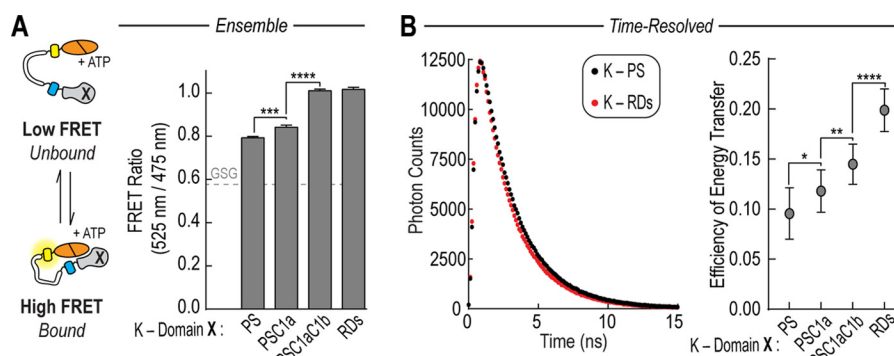 A
Ensemble
+ ATP
X
Low FRET
Unbound
+ ATP
X
High FRET
Bound
FRET Ratio
(525 nm / 475 nm)
1.0
0.8
0.6
0.4
0.2
0.0
***
****
GSG
K – Domain X :
PS
PSC1a
PSC1aC1b
RDs
B
Time-Resolved
Photon Counts
12500
10000
7500
5000
2500
0
K – PS
K – RDs
0
5
10
15
Time (ns)
Efficiency of Energy Transfer
0.25
0.20
0.15
0.10
0.05
0.00
*
**
****
K – Domain X :
PS
PSC1a
PSC1aC1b
RDs